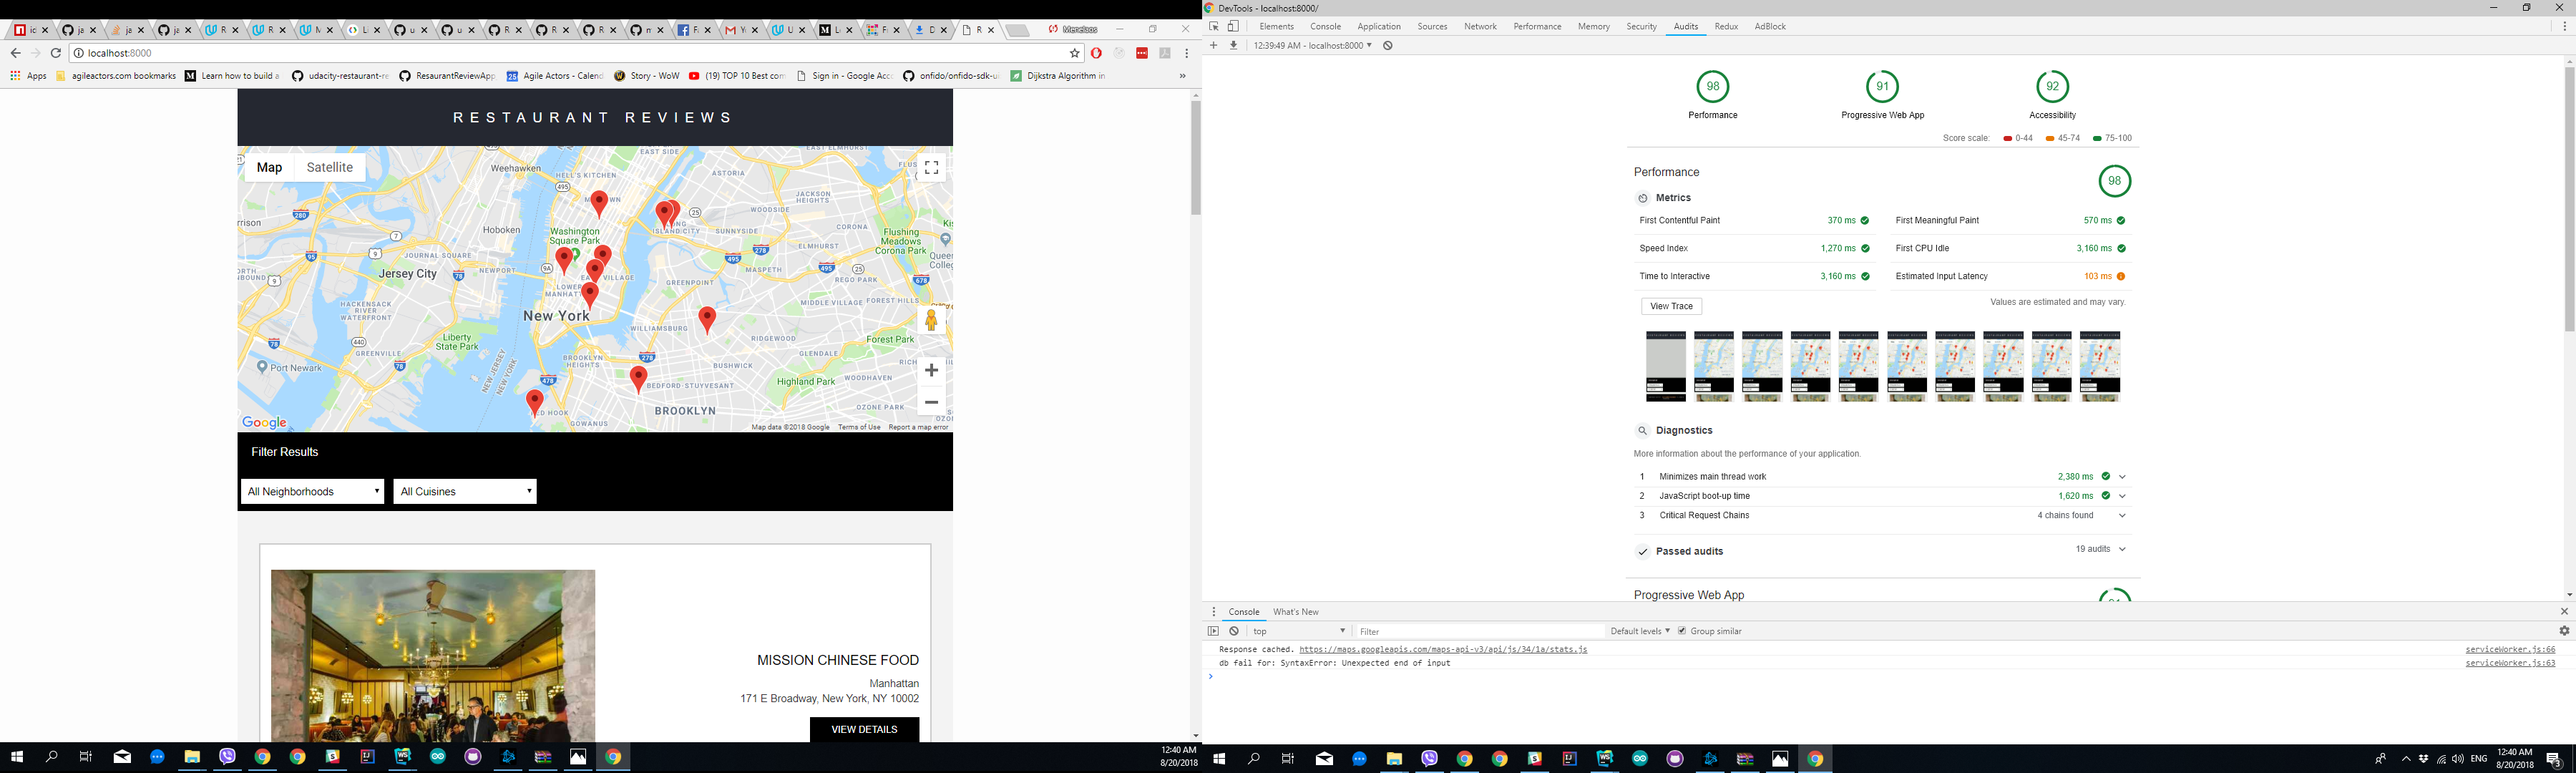 Menelaos
localhost:8000
Apps
agileactors.com bookmarks
Learn how to build a
udacity-restaurant-re
ResaurantReviewApp
Agile Actors - Calend
Story - WoW
(19) TOP 10 Best com
Sign in - Google Acc
onfido/onfido-sdk-ui
Dijkstra Algorithm in
»
RESTAURANT REVIEWS
Map
Satellite
EAST SIDE
Weehawken
HELL'S KITCHEN
ASTORIA
JACKSON HEIGHTS
WOODSIDE
ISLAND CITY
SUNNYSIDE
CORONA
ELMHURST
Flushing Meadows Corona Park
Hoboken
Washington Square Park
JOURNAL SQUARE
NEWPORT
Jersey City
MASPETH
REGO PARK
GREENPOINT
FOREST HILLS
MIDDLE VILLAGE
HACKENSACK RIVER WATERFRONT
New York
WILLIAMSBURG
RIDGEWOOD
GLENDALE
Forest Park
Liberty State Park
GREENVILLE
BROOKLYN HEIGHTS
BUSHWICK
WOODHAVEN
Port Newark
NEW JERSEY
NEW YORK
BEDFORD-STUYVESANT
Highland Park
BROOKLYN
OZONE PARK
RED HOOK
GOWANUS
Google
Map data ©2018 Google
Terms of Use
Report a map error
Filter Results
All Neighborhoods
All Cuisines
MISSION CHINESE FOOD
Manhattan
171 E Broadway, New York, NY 10002
VIEW DETAILS
12:40 AM
8/20/2018
DevTools - localhost:8000/
Elements
Console
Application
Sources
Network
Performance
Memory
Security
Audits
Redux
AdBlock
12:39:49 AM - localhost:8000
98
91
92
Performance
Progressive Web App
Accessibility
Score scale:
0-44
45-74
75-100
Performance
98
Metrics
First Contentful Paint
370 ms
First Meaningful Paint
570 ms
Speed Index
1,270 ms
First CPU Idle
3,160 ms
Time to Interactive
3,160 ms
Estimated Input Latency
103 ms
View Trace
Values are estimated and may vary.
Diagnostics
More information about the performance of your application.
1 Minimizes main thread work 2,380 ms
2 JavaScript boot-up time 1,620 ms
3 Critical Request Chains 4 chains found
Passed audits
19 audits
Progressive Web App
Console
What's New
top
Filter
Default levels
Group similar
Response cached. https://maps.googleapis.com/maps-api-v3/api/js/34/1a/stats.js
serviceWorker.js:66
db fail for: SyntaxError: Unexpected end of input
serviceWorker.js:63
ENG
12:40 AM
8/20/2018